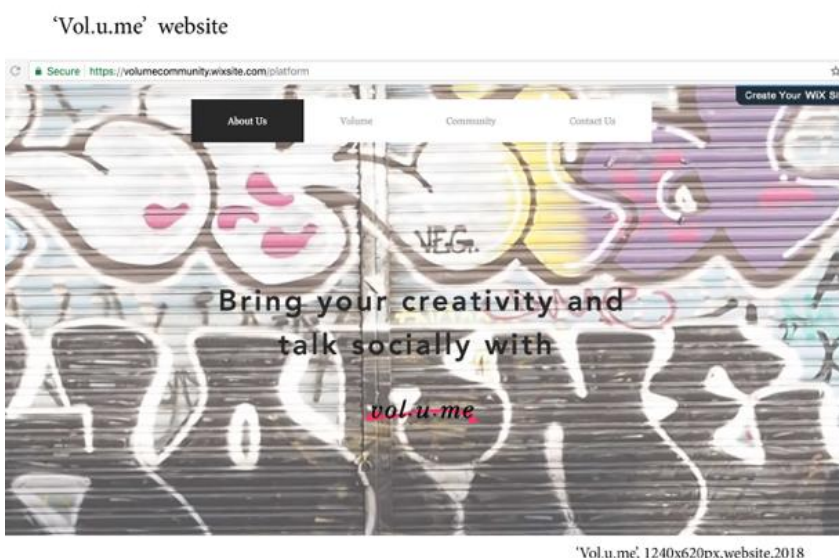 ‘Vol.u.me’ website
Secure https://volumecommunity.wixsite.com/platform
Create Your WiX Si
About Us Volume Community Contact Us
VEG.
Bring your creativity and
talk socially with
vol.u.me
‘Vol.u.me’, 1240x620px,website,2018